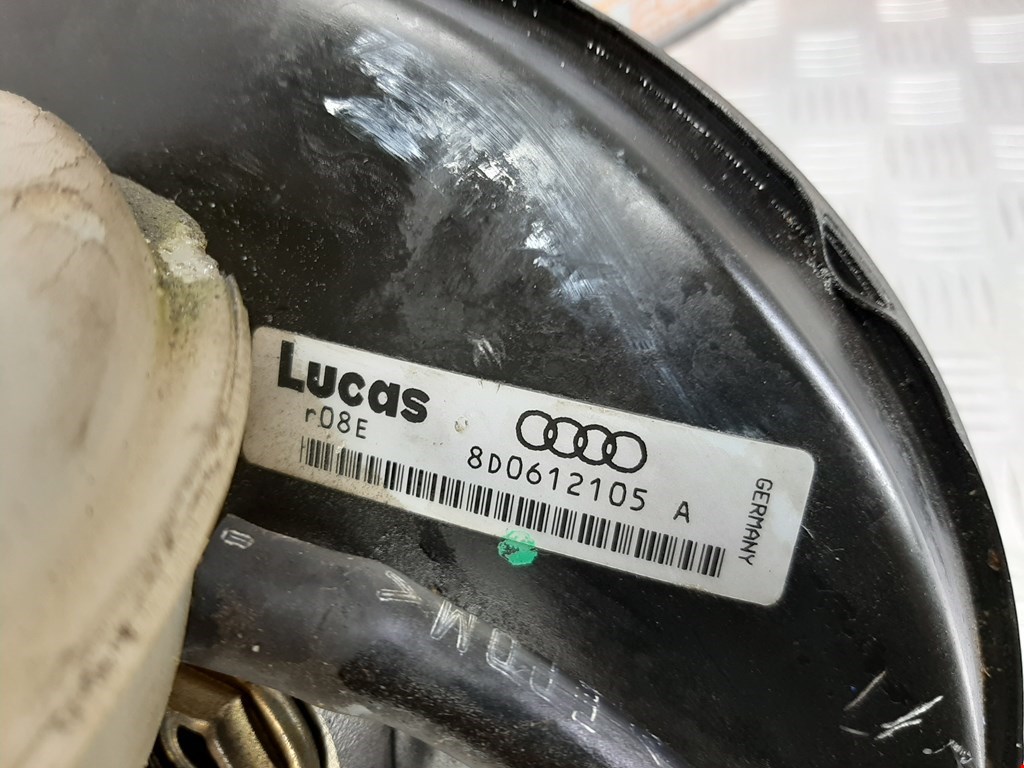 Lucas
r08E
8D0612105 A
GERMANY